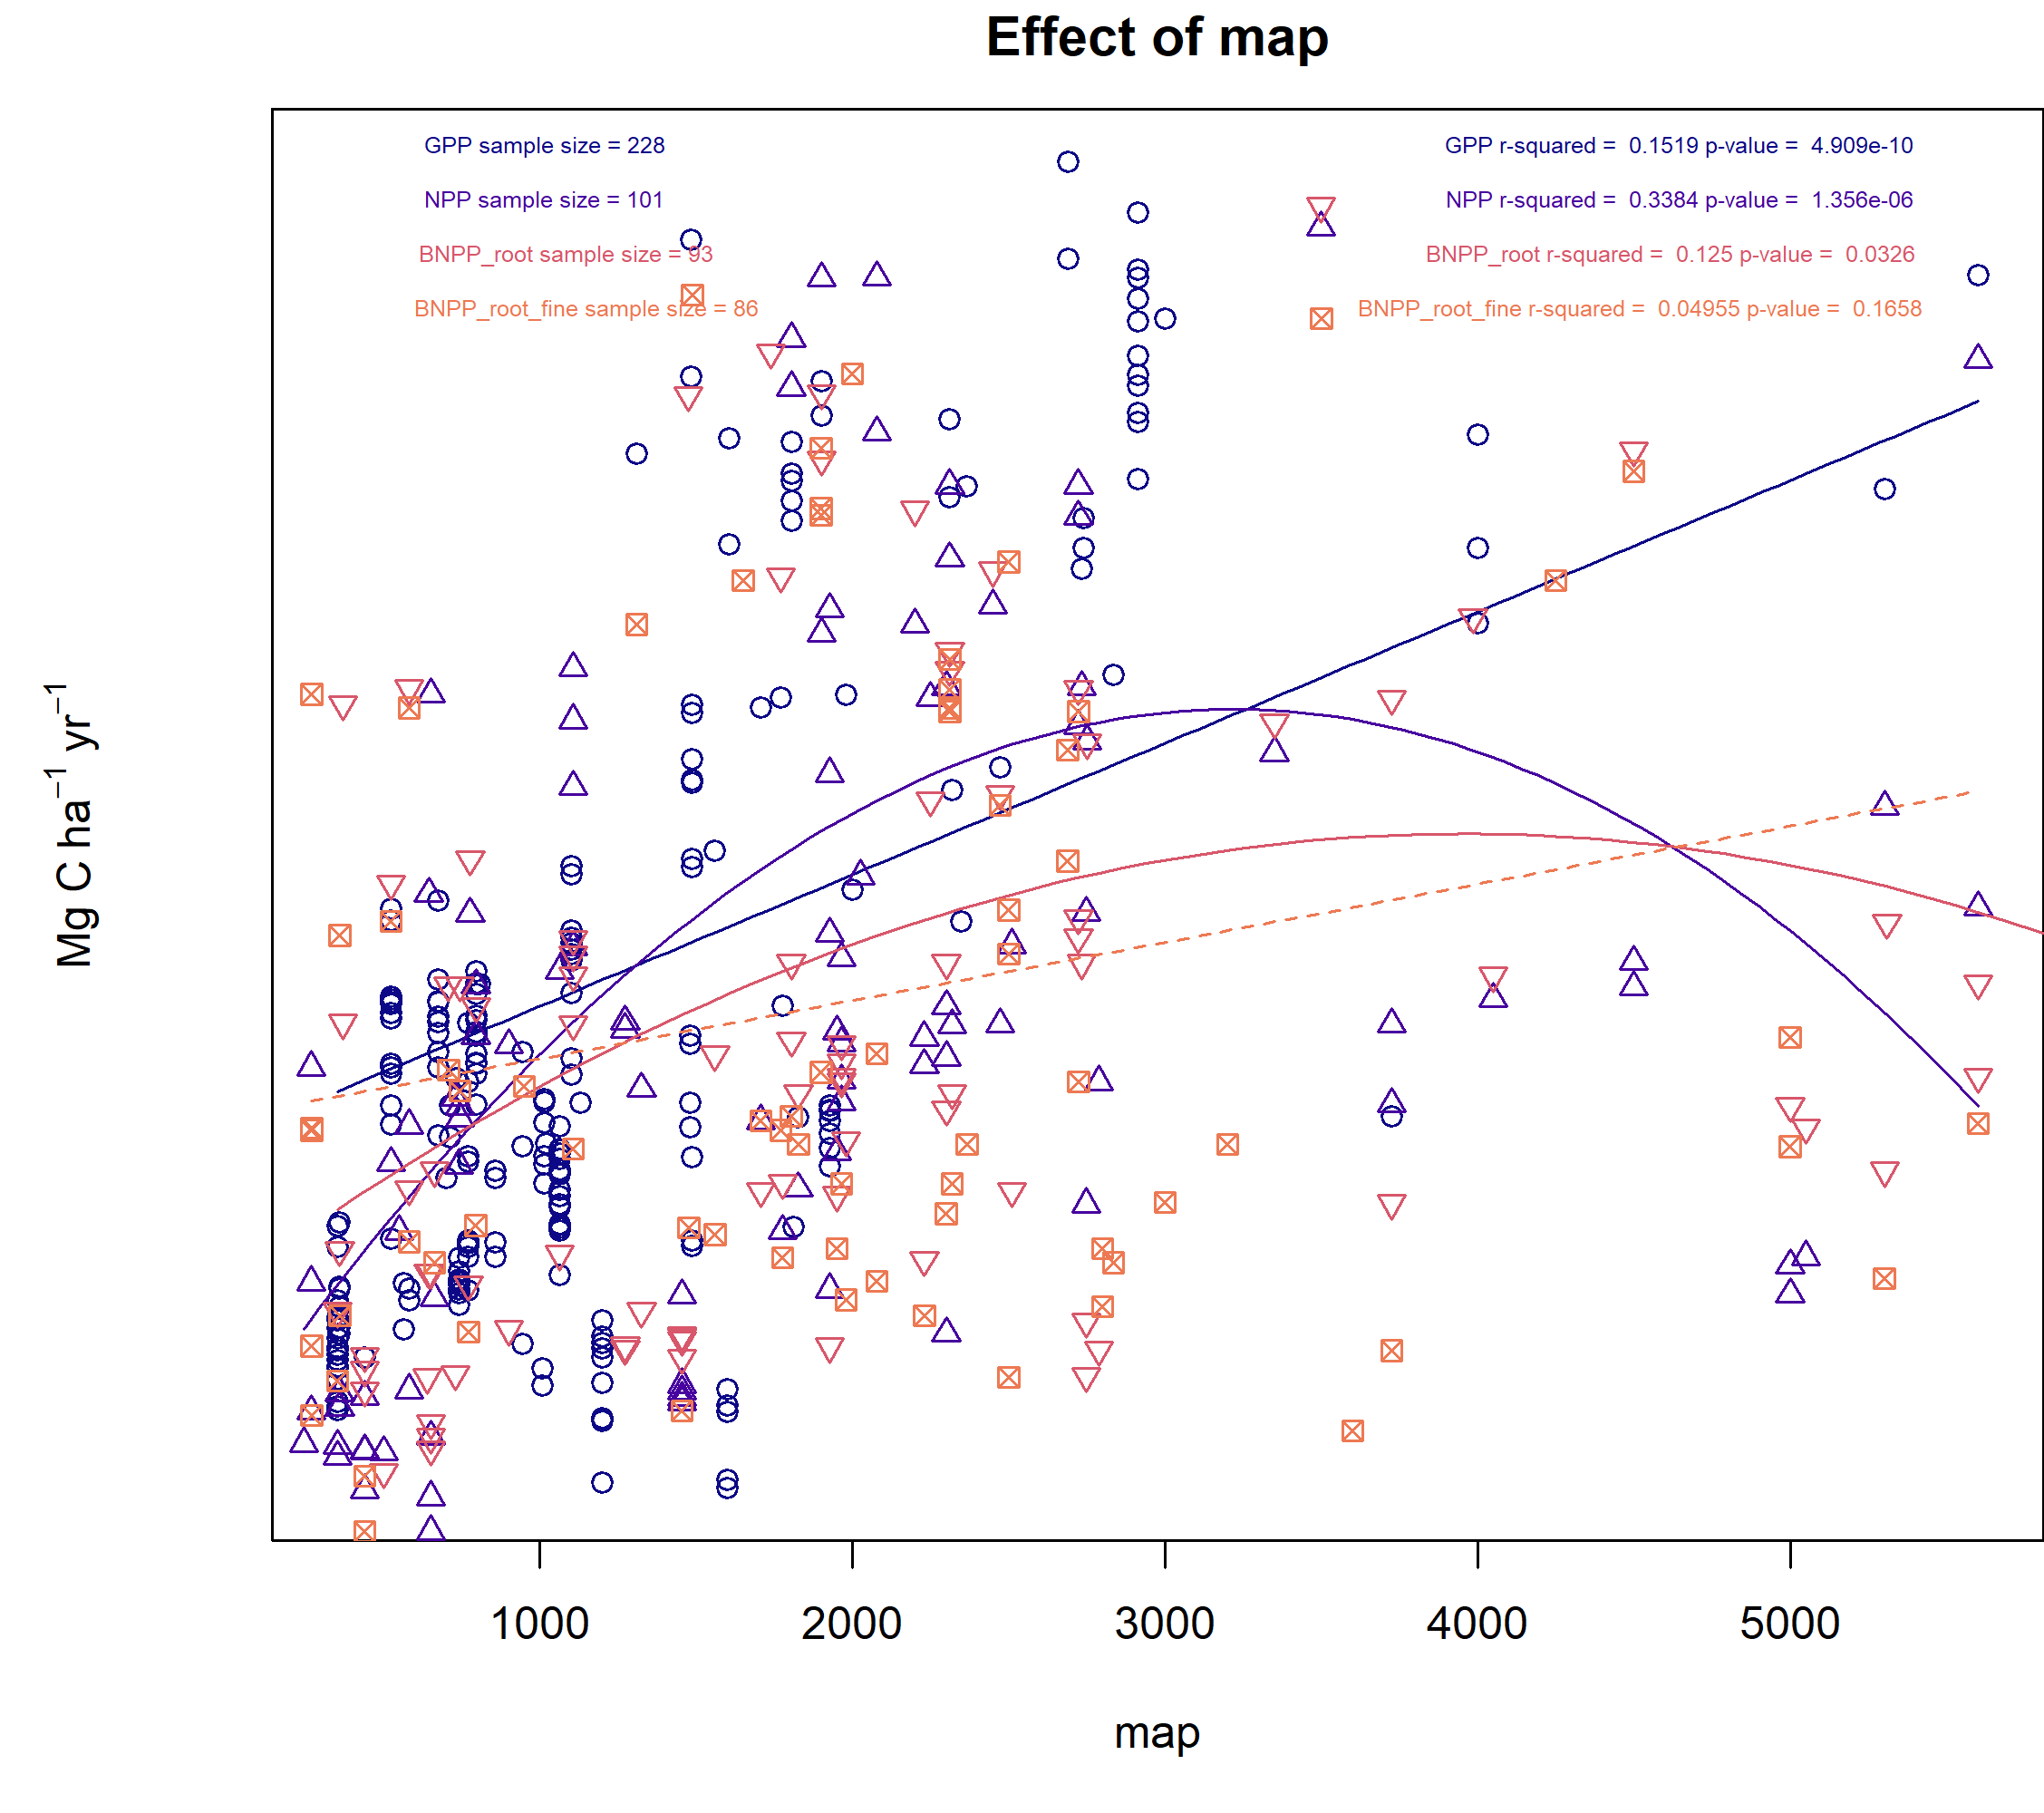 Effect of map
GPP sample size = 228
NPP sample size = 101
BNPP_root sample size = 93
BNPP_root_fine sample size = 86
GPP r-squared = 0.1519 p-value = 4.909e-10
NPP r-squared = 0.3384 p-value = 1.356e-06
BNPP_root r-squared = 0.125 p-value = 0.0326
BNPP_root_fine r-squared = 0.04955 p-value = 0.1658
Mg C ha⁻¹ yr⁻¹
1000 2000 3000 4000 5000
map